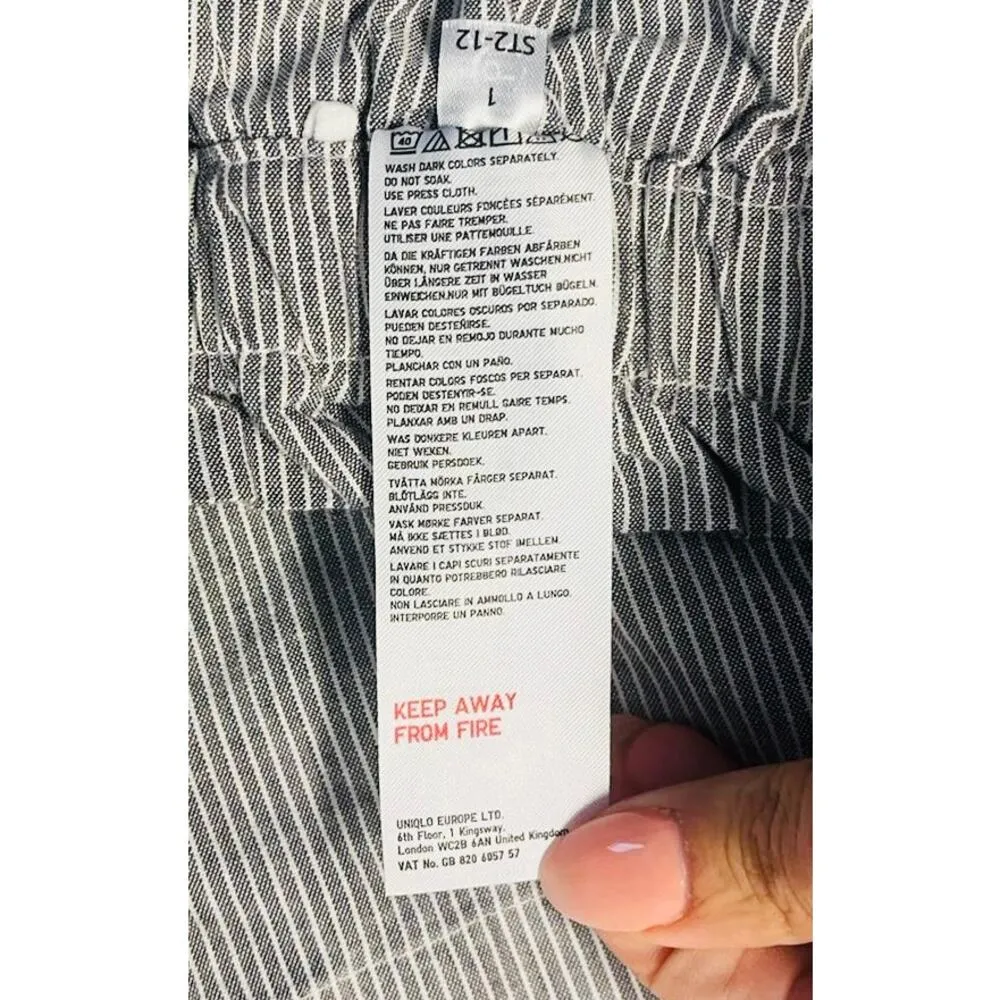 ST2-12
1
40
WASH DARK COLORS SEPARATELY.
DO NOT SOAK.
USE PRESS CLOTH.
LAVER COULEURS FONCÉES SÉPARÉMENT.
NE PAS FAIRE TREMPER.
UTILISER UNE PATTEMOUILLE.
DA DIE KRÄFTIGEN FARBEN ABFÄRBEN
KÖNNEN, NUR GETRENNT WASCHEN.NICHT
ÜBER LÄNGERE ZEIT IN WASSER
EINWEICHEN.NUR MIT BÜGELTUCH BÜGELN.
LAVAR COLORES OSCUROS POR SEPARADO.
PUEDEN DESTEÑIRSE.
NO DEJAR EN REMOJO DURANTE MUCHO
TIEMPO.
PLANCHAR CON UN PAÑO.
RENTAR COLORS FOSCOS PER SEPARAT.
PODEN DESTENYIR-SE.
NO DEIXAR EN REMULL GAIRE TEMPS.
PLANXAR AMB UN DRAP.
WAS DONKERE KLEUREN APART.
NIET WEKEN.
GEBRUIK PERSDOEK.
TVÄTTA MÖRKA FÄRGER SEPARAT.
BLÖTLÄGG INTE.
ANVÄND PRESSDUK.
VASK MØRKE FARVER SEPARAT.
MÅ IKKE SÆTTES I BLØD.
ANVEND ET STYKKE STOF IMELLEM.
LAVARE I CAPI SCURI SEPARATAMENTE
IN QUANTO POTREBBERO RILASCIARE
COLORE.
NON LASCIARE IN AMMOLLO A LUNGO.
INTERPORRE UN PANNO.
KEEP AWAY
FROM FIRE
UNIQLO EUROPE LTD.
6th Floor, 1 Kingsway,
London WC2B 6AN United Kingdom
VAT No. GB 820 6057 57